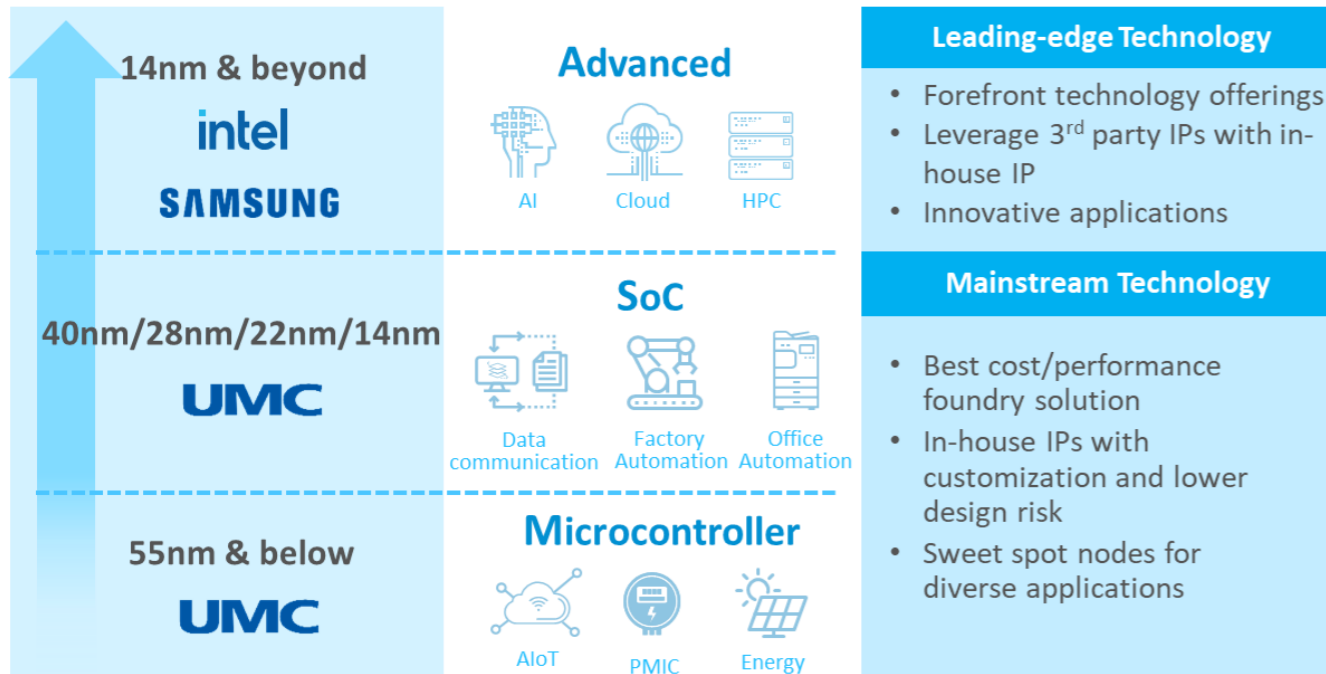 14nm & beyond
intel
SAMSUNG
Advanced
AI
Cloud
HPC
Leading-edge Technology
• Forefront technology offerings
• Leverage 3rd party IPs with in-
house IP
• Innovative applications
40nm/28nm/22nm/14nm
UMC
SoC
Data
communication
Factory
Automation
Office
Automation
Mainstream Technology
• Best cost/performance
foundry solution
• In-house IPs with
customization and lower
design risk
• Sweet spot nodes for
diverse applications
55nm & below
UMC
Microcontroller
AIoT
PMIC
Energy